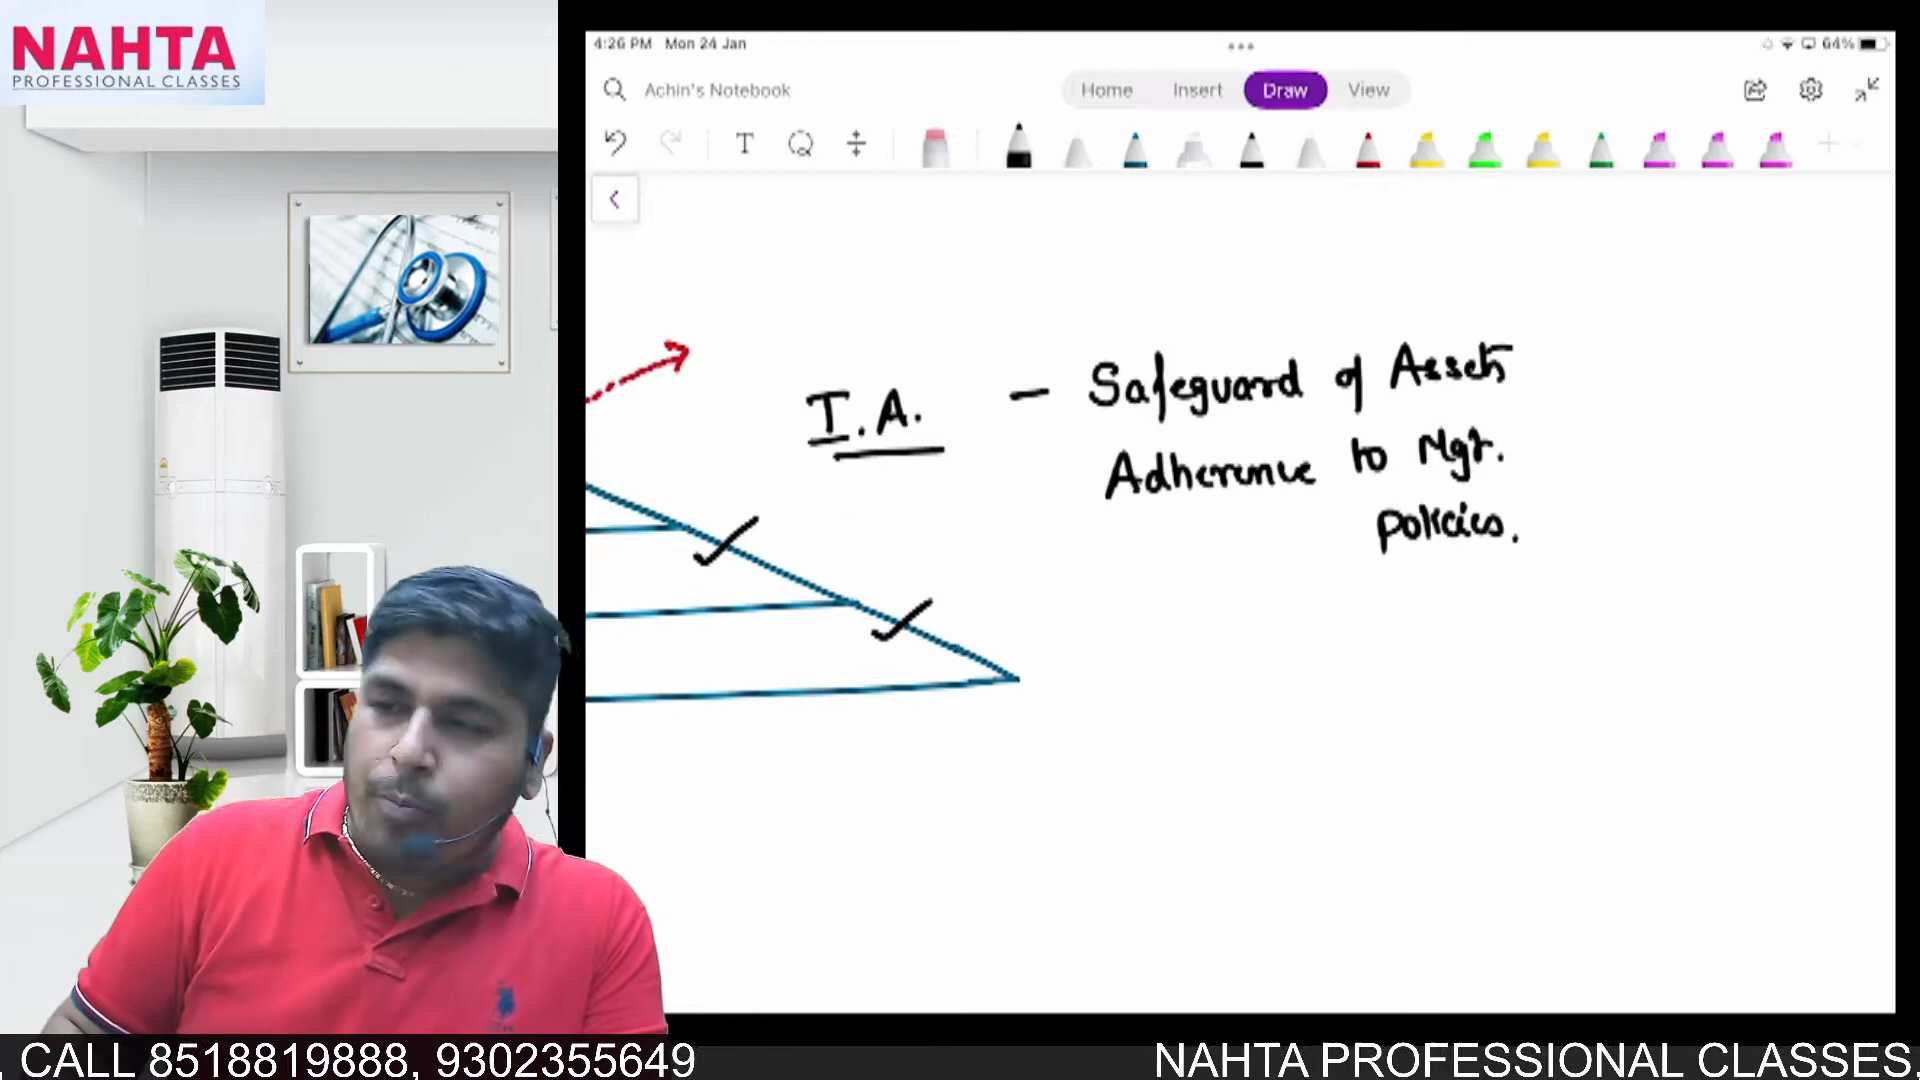 NAHTA
PROFESSIONAL CLASSES
4:26 PM Mon 24 Jan
64%
Achin's Notebook
Home Insert Draw View
T
I.A. - Safeguard of Assets
Adherence to Mgt.
policies.
. CALL 8518819888, 9302355649
NAHTA PROFESSIONAL CLASSES.